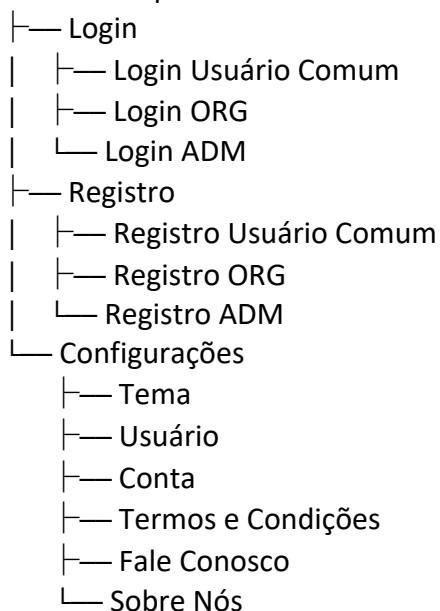 ├── Login
│ ├── Login Usuário Comum
│ ├── Login ORG
│ └── Login ADM
├── Registro
│ ├── Registro Usuário Comum
│ ├── Registro ORG
│ └── Registro ADM
└── Configurações
├── Tema
├── Usuário
├── Conta
├── Termos e Condições
├── Fale Conosco
└── Sobre Nós